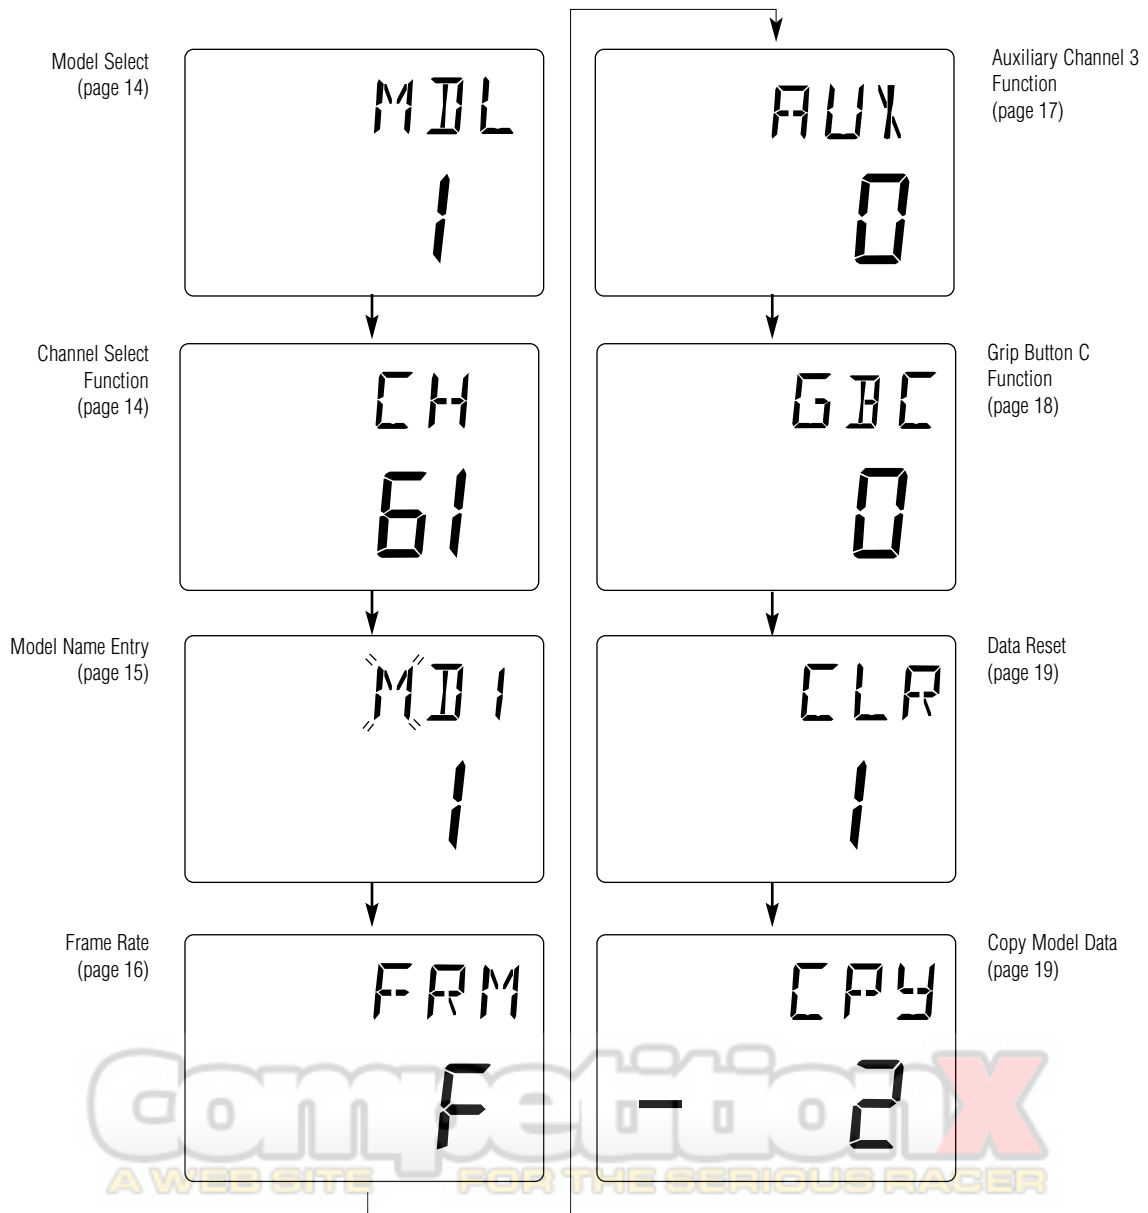 Model Select
(page 14)
MDL
1
Channel Select
Function
(page 14)
CH
61
Model Name Entry
(page 15)
MD1
1
Frame Rate
(page 16)
FRM
F
Auxiliary Channel 3
Function
(page 17)
AUX
0
Grip Button C
Function
(page 18)
GBC
0
Data Reset
(page 19)
CLR
1
Copy Model Data
(page 19)
CPY
- 2
CompetitionX
A WEB SITE FOR THE SERIOUS RACER